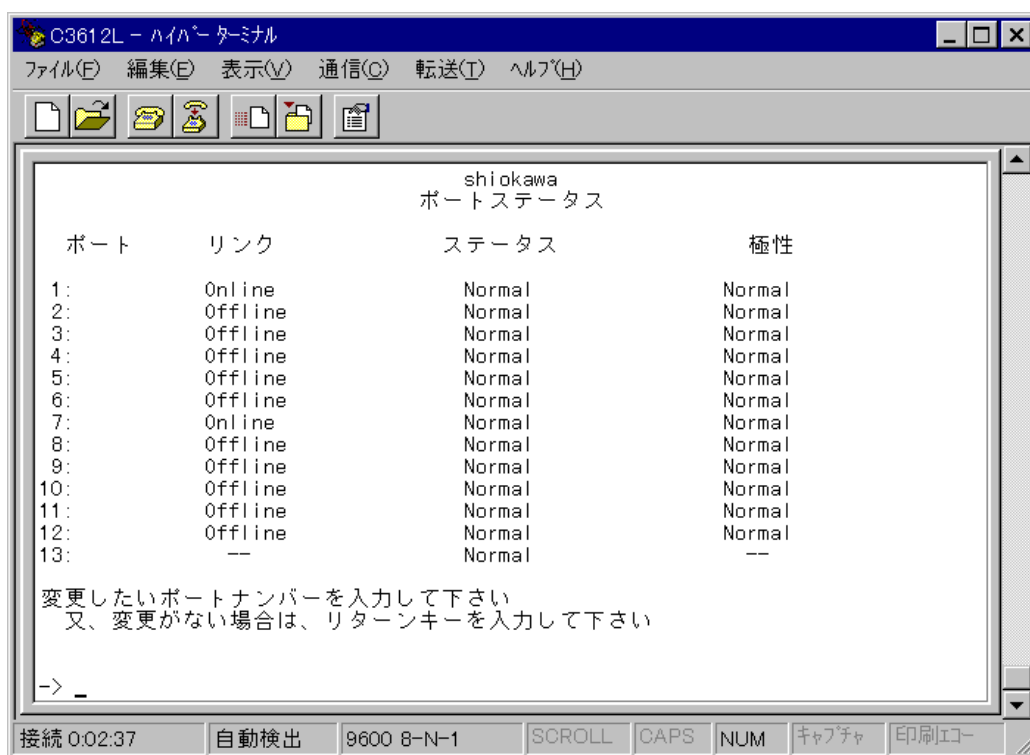 C3612L - ﾊｲﾊﾟｰ ﾀｰﾐﾅﾙ
ﾌｧｲﾙ(F) 編集(E) 表示(V) 通信(C) 転送(T) ﾍﾙﾌﾟ(H)
shiokawa
ポートステータス
ポート リンク ステータス 極性
1: Online Normal Normal
2: Offline Normal Normal
3: Offline Normal Normal
4: Offline Normal Normal
5: Offline Normal Normal
6: Offline Normal Normal
7: Online Normal Normal
8: Offline Normal Normal
9: Offline Normal Normal
10: Offline Normal Normal
11: Offline Normal Normal
12: Offline Normal Normal
13: -- Normal --
変更したいポートナンバーを入力して下さい
又、変更がない場合は、リターンキーを入力して下さい
-> _
接続 0:02:37 自動検出 9600 8-N-1 SCROLL CAPS NUM ｷｬﾌﾟﾁｬ 印刷ｴｺｰ